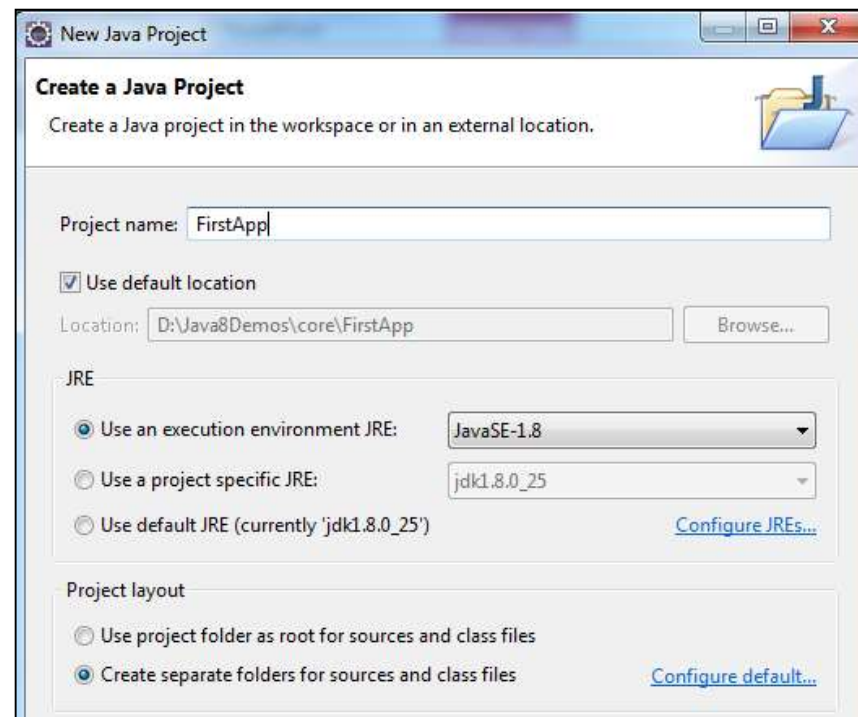 New Java Project
Create a Java Project
Create a Java project in the workspace or in an external location.
Project name: FirstApp
Use default location
Location: D:\Java8Demos\core\FirstApp Browse...
JRE
Use an execution environment JRE: JavaSE-1.8
Use a project specific JRE: jdk1.8.0_25
Use default JRE (currently 'jdk1.8.0_25') Configure JREs...
Project layout
Use project folder as root for sources and class files
Create separate folders for sources and class files Configure default...